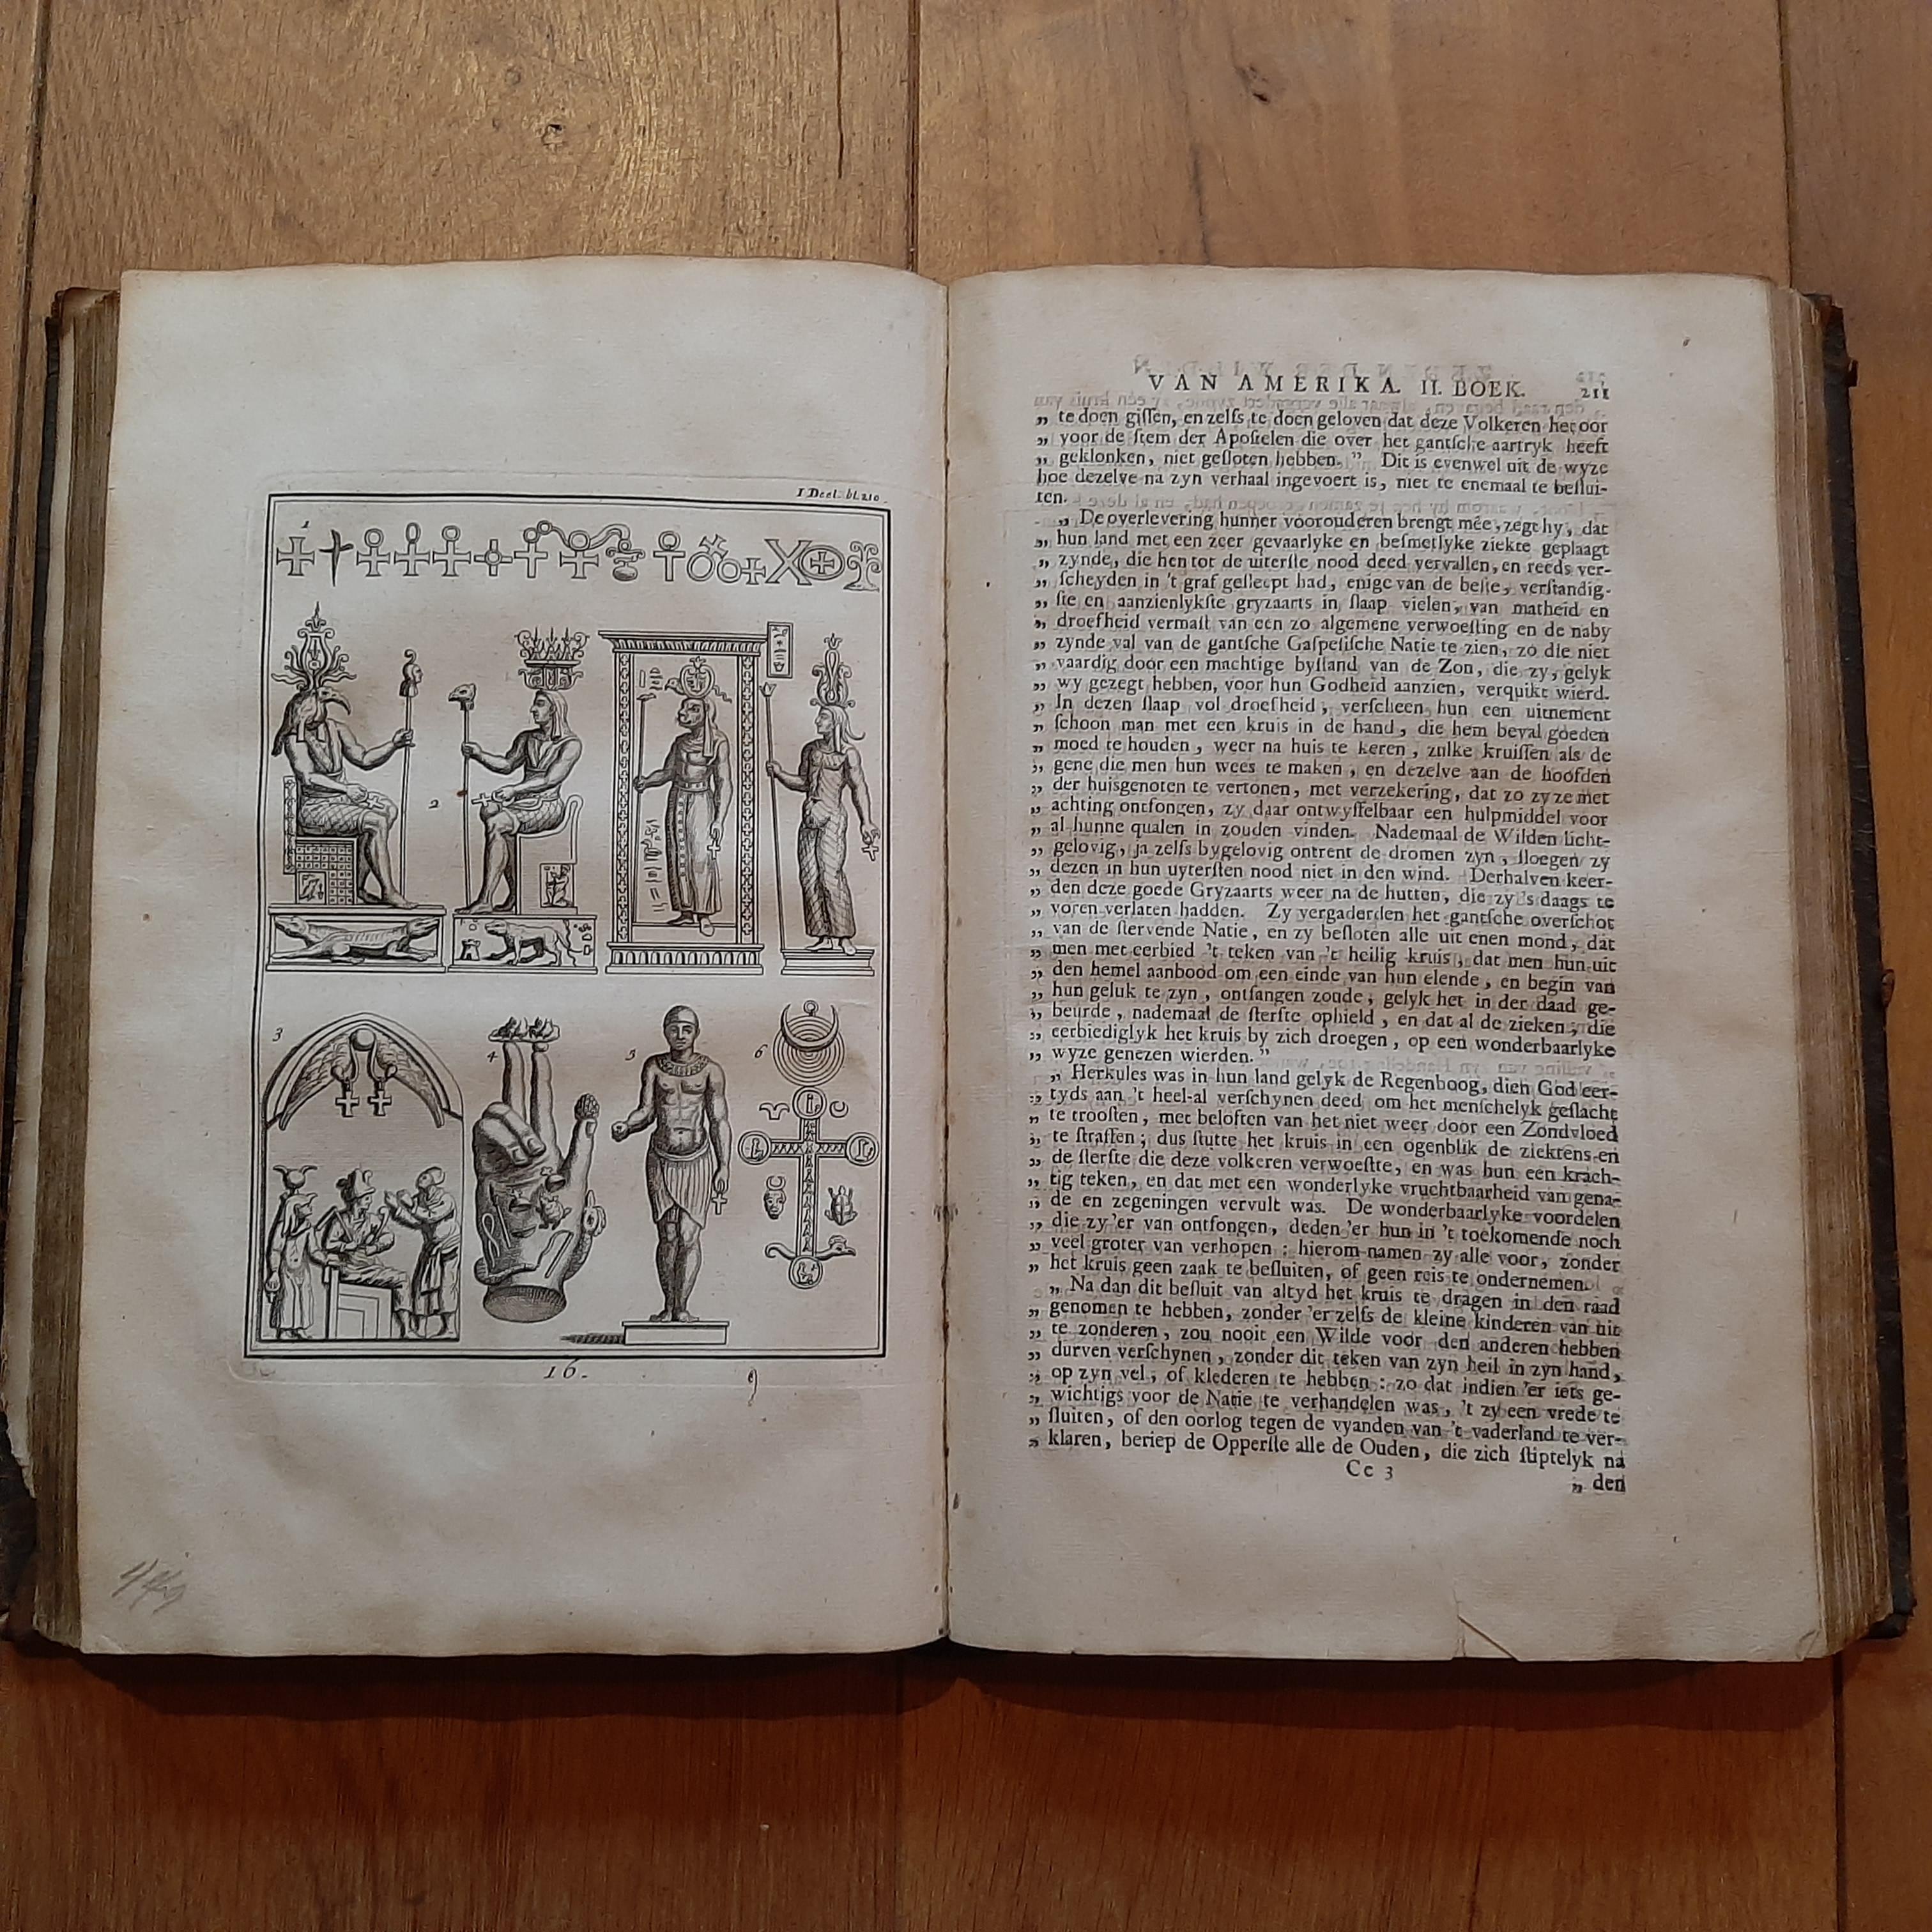 I Deel. bl. 210.
1
2
3
4
5
6
16.
VAN AMERIKA. II. BOEK. 211
„ te doen giſſen, en zelfs te doen geloven dat deze Volkeren het oor
„ voor de ſtem der Apoſtelen die over het gantſche aartryk heeft
„ geklonken, niet geſloten hebben. ” Dit is evenwel uit de wyze
hoe dezelve na zyn verhaal ingevoert is, niet te enemaal te beſlui-
ten.
„ De overlevering hunner voorouderen brengt mêe, zegt hy, dat
„ hun land met een zeer gevaarlyke en beſmetlyke ziekte geplaagt
„ zynde, die hen tot de uiterſte nood deed vervallen, en reeds ver-
„ ſcheyden in 't graf geſleept had, enige van de beſte, verſtandig-
„ ſte en aanzienlykſte gryzaarts in ſlaap vielen, van matheid en
„ droefheid vermaſt van een zo algemene verwoeſting en de naby
„ zynde val van de gantſche Gaſpeſiſche Natie te zien, zo die niet
„ vaardig door een machtige byſtand van de Zon, die zy, gelyk
„ wy gezegt hebben, voor hun Godheid aanzien, verquikt wierd.
„ In dezen ſlaap vol droefheid, verſcheen hun een uitnement
„ ſchoon man met een kruis in de hand, die hem beval goeden
„ moed te houden, weer na huis te keren, zulke kruiſſen als de
„ gene die men hun wees te maken, en dezelve aan de hoofden
„ der huisgenoten te vertonen, met verzekering, dat zo zy ze met
„ achting ontfongen, zy daar ontwyffelbaar een hulpmiddel voor
„ al hunne qualen in zouden vinden. Nademaal de Wilden licht-
„ gelovig, ja zelfs bygelovig ontrent de dromen zyn, ſloegen zy
„ dezen in hun uyterſten nood niet in den wind. Derhalven keer-
„ den deze goede Gryzaarts weer na de hutten, die zy 's daags te
„ voren verlaten hadden. Zy vergaderden het gantſche overſchot
„ van de ſtervende Natie, en zy beſloten alle uit enen mond, dat
„ men met eerbied 't teken van 't heilig kruis, dat men hun uit
„ den hemel aanbood om een einde van hun elende, en begin van
„ hun geluk te zyn, ontfangen zoude, gelyk het in der daad ge-
„ beurde, nademaal de ſterfte ophield, en dat al de zieken, die
„ eerbiediglyk het kruis by zich droegen, op een wonderbaarlyke
„ wyze genezen wierden. ”
„ Herkules was in hun land gelyk de Regenboog, dien God eer-
„ tyds aan 't heel-al verſchynen deed om het menſchelyk geſlacht
„ te trooſten, met beloften van het niet weer door een Zondvloed
„ te ſtraffen; dus ſtutte het kruis in een ogenblik de ziektens en
„ de ſterfte die deze volkeren verwoeſtte, en was hun een krach-
„ tig teken, en dat met een wonderlyke vruchtbaarheid van gena-
„ de en zegeningen vervult was. De wonderbaarlyke voordelen
„ die zy 'er van ontfongen, deden 'er hun in 't toekomende noch
„ veel groter van verhopen; hierom namen zy alle voor, zonder
„ het kruis geen zaak te beſluiten, of geen reis te ondernemen.
„ Na dan dit beſluit van altyd het kruis te dragen in den raad
„ genomen te hebben, zonder 'er zelfs de kleine kinderen van uit
„ te zonderen, zou nooit een Wilde voor den anderen hebben
„ durven verſchynen, zonder dit teken van zyn heil in zyn hand,
„ op zyn vel, of klederen te hebben: zo dat indien 'er iets ge-
„ wichtigs voor de Natie te verhandelen was, 't zy een vrede te
„ ſluiten, of den oorlog tegen de vyanden van 't vaderland te ver-
„ klaren, beriep de Opperſte alle de Ouden, die zich ſtiptelyk na
Cc 3
„ den